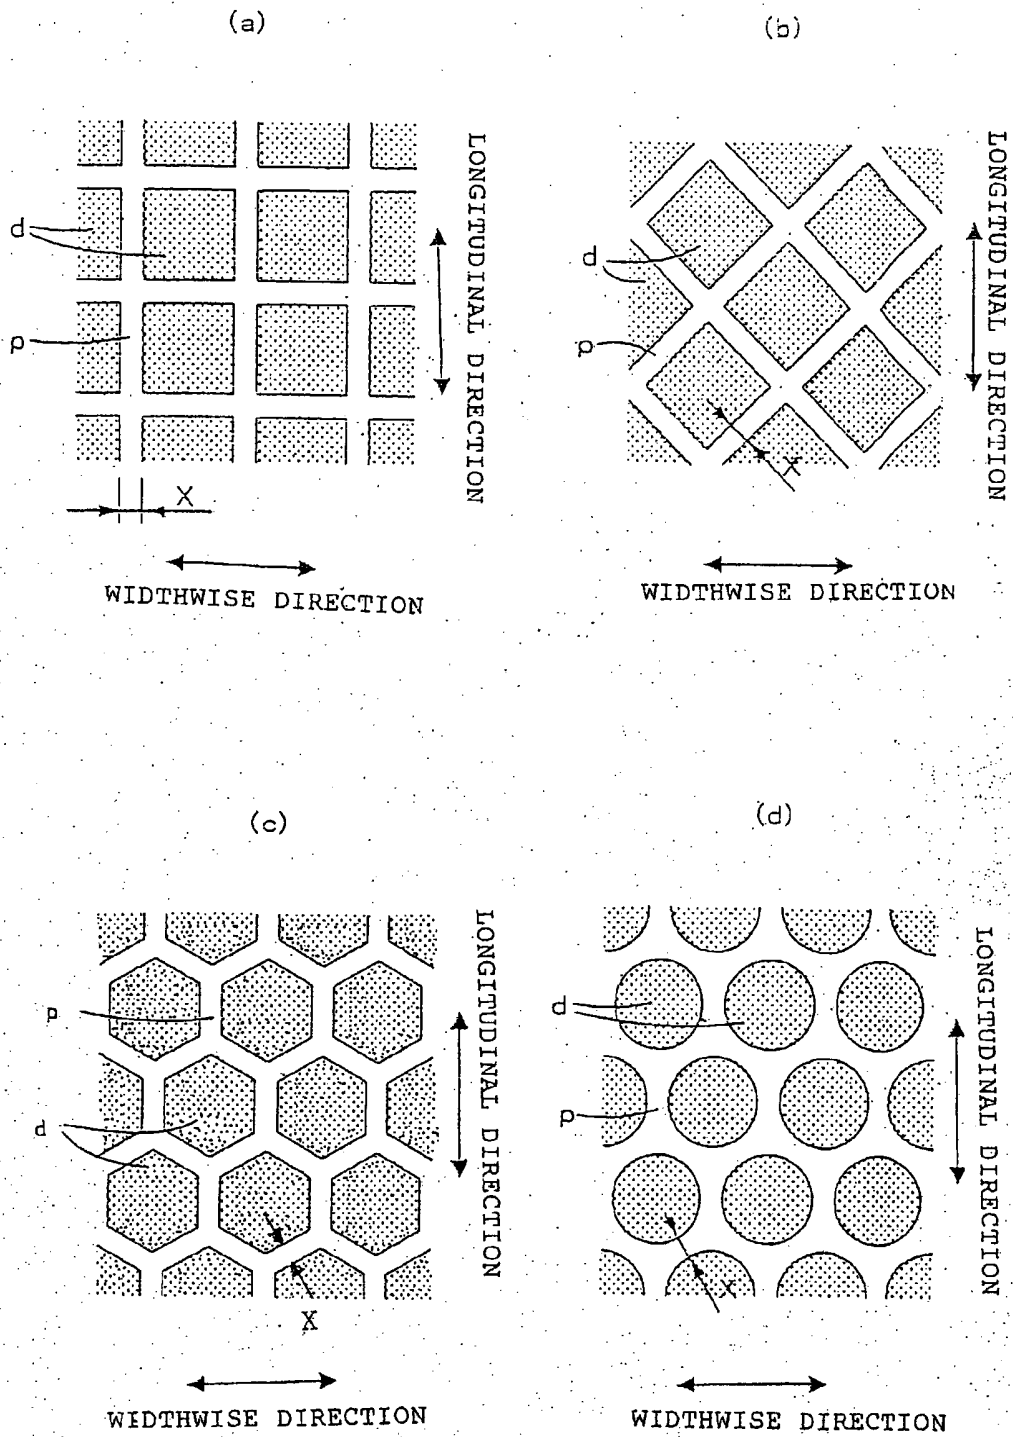 (a)
d
p
X
LONGITUDINAL DIRECTION
WIDTHWISE DIRECTION
(b)
d
p
X
LONGITUDINAL DIRECTION
WIDTHWISE DIRECTION
(c)
p
d
X
LONGITUDINAL DIRECTION
WIDTHWISE DIRECTION
(d)
d
p
X
LONGITUDINAL DIRECTION
WIDTHWISE DIRECTION